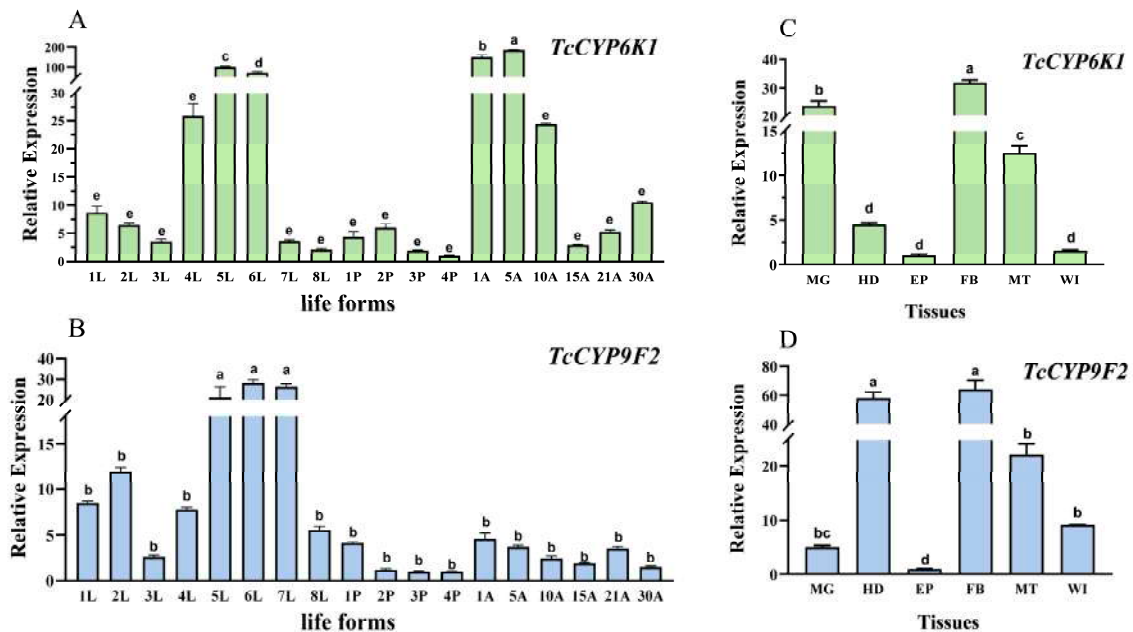 A
TcCYP6K1
Relative Expression
200
100
30
25
20
15
10
5
0
e e e e c d e e e e e e b a e e e e
1L 2L 3L 4L 5L 6L 7L 8L 1P 2P 3P 4P 1A 5A 10A 15A 21A 30A
life forms
B
TcCYP9F2
Relative Expression
40
30
20
15
10
5
0
b b b b a a a b b b b b b b b b b b
1L 2L 3L 4L 5L 6L 7L 8L 1P 2P 3P 4P 1A 5A 10A 15A 21A 30A
life forms
C
TcCYP6K1
Relative Expression
40
30
20
15
10
5
0
b d d a c d
MG HD EP FB MT WI
Tissues
D
TcCYP9F2
Relative Expression
80
60
40
20
10
0
bc a d a b b
MG HD EP FB MT WI
Tissues